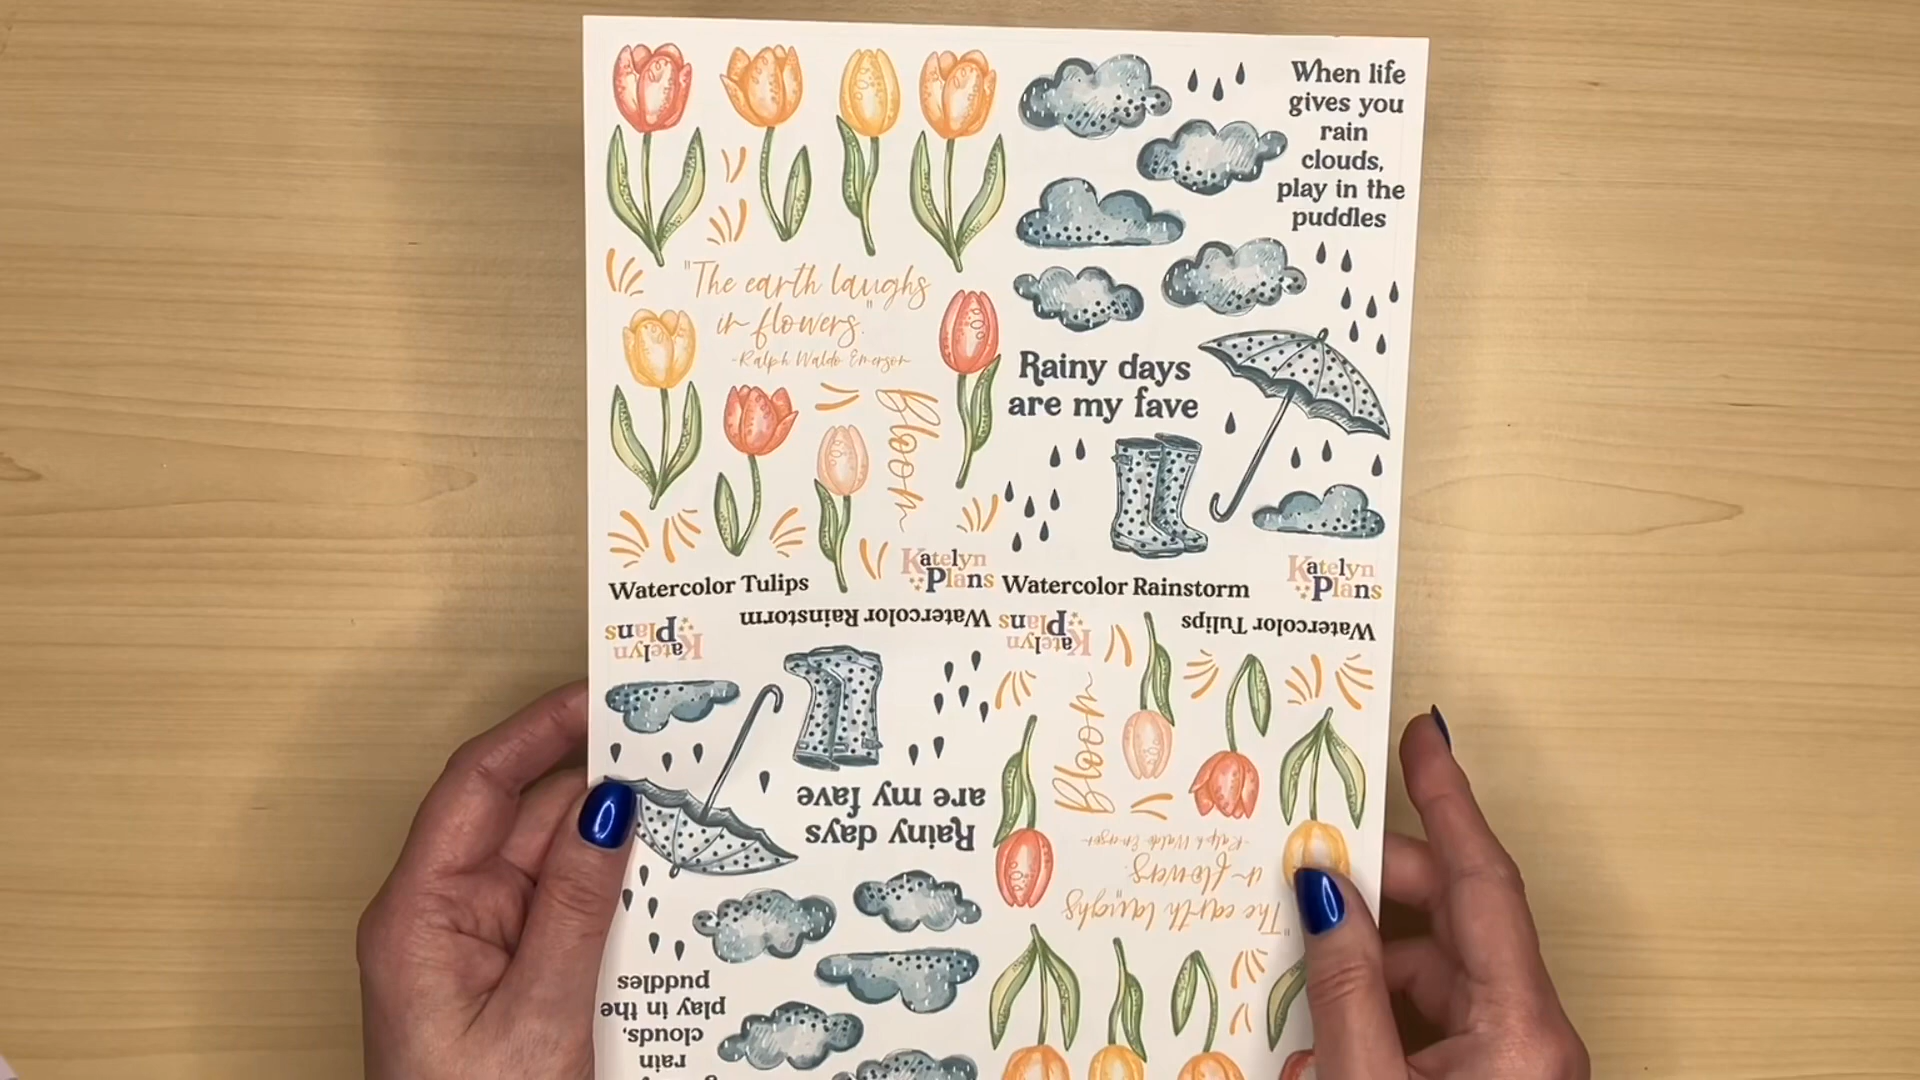 When life
gives you
rain
clouds,
play in the
puddles
"The earth laughs
in flowers."
-Ralph Waldo Emerson
Bloom
Rainy days
are my fave
Katelyn
Plans
Watercolor Tulips
Katelyn
Plans
Watercolor Rainstorm
Watercolor Rainstorm
Katelyn
Plans
Watercolor Tulips
Katelyn
Plans
Bloom
Rainy days
are my fave
"The earth laughs
in flowers.
-Ralph Waldo Emerson
rain
clouds,
play in the
puddles